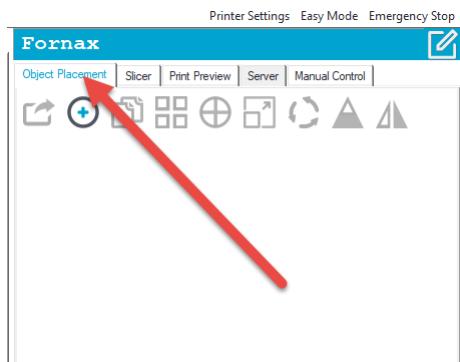 Printer Settings Easy Mode Emergency Stop
Fornax
Object Placement Slicer Print Preview Server Manual Control